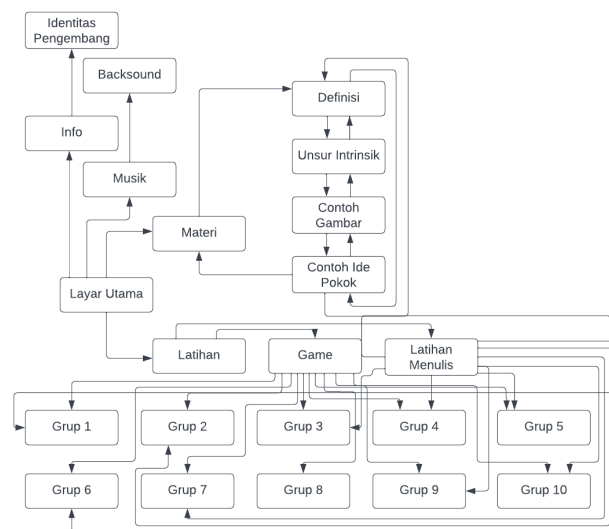 Identitas
Pengembang
Backsound
Definisi
Info
Unsur Intrinsik
Musik
Contoh
Gambar
Materi
Contoh Ide
Pokok
Layar Utama
Latihan
Game
Latihan
Menulis
Grup 1
Grup 2
Grup 3
Grup 4
Grup 5
Grup 6
Grup 7
Grup 8
Grup 9
Grup 10